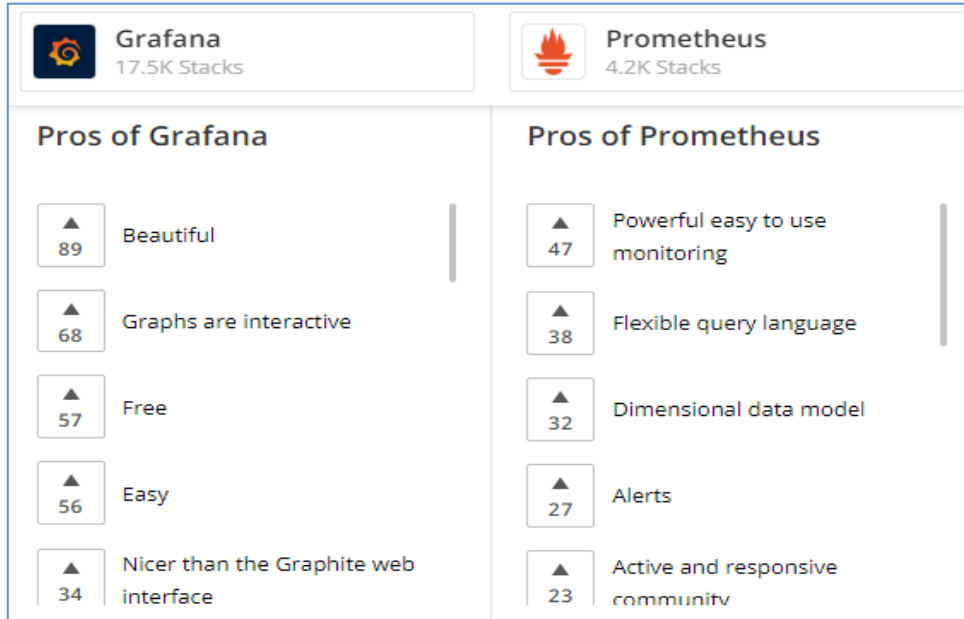 Grafana
17.5K Stacks
Prometheus
4.2K Stacks
Pros of Grafana
89
Beautiful
68
Graphs are interactive
57
Free
56
Easy
34
Nicer than the Graphite web
interface
Pros of Prometheus
47
Powerful easy to use
monitoring
38
Flexible query language
32
Dimensional data model
27
Alerts
23
Active and responsive
community